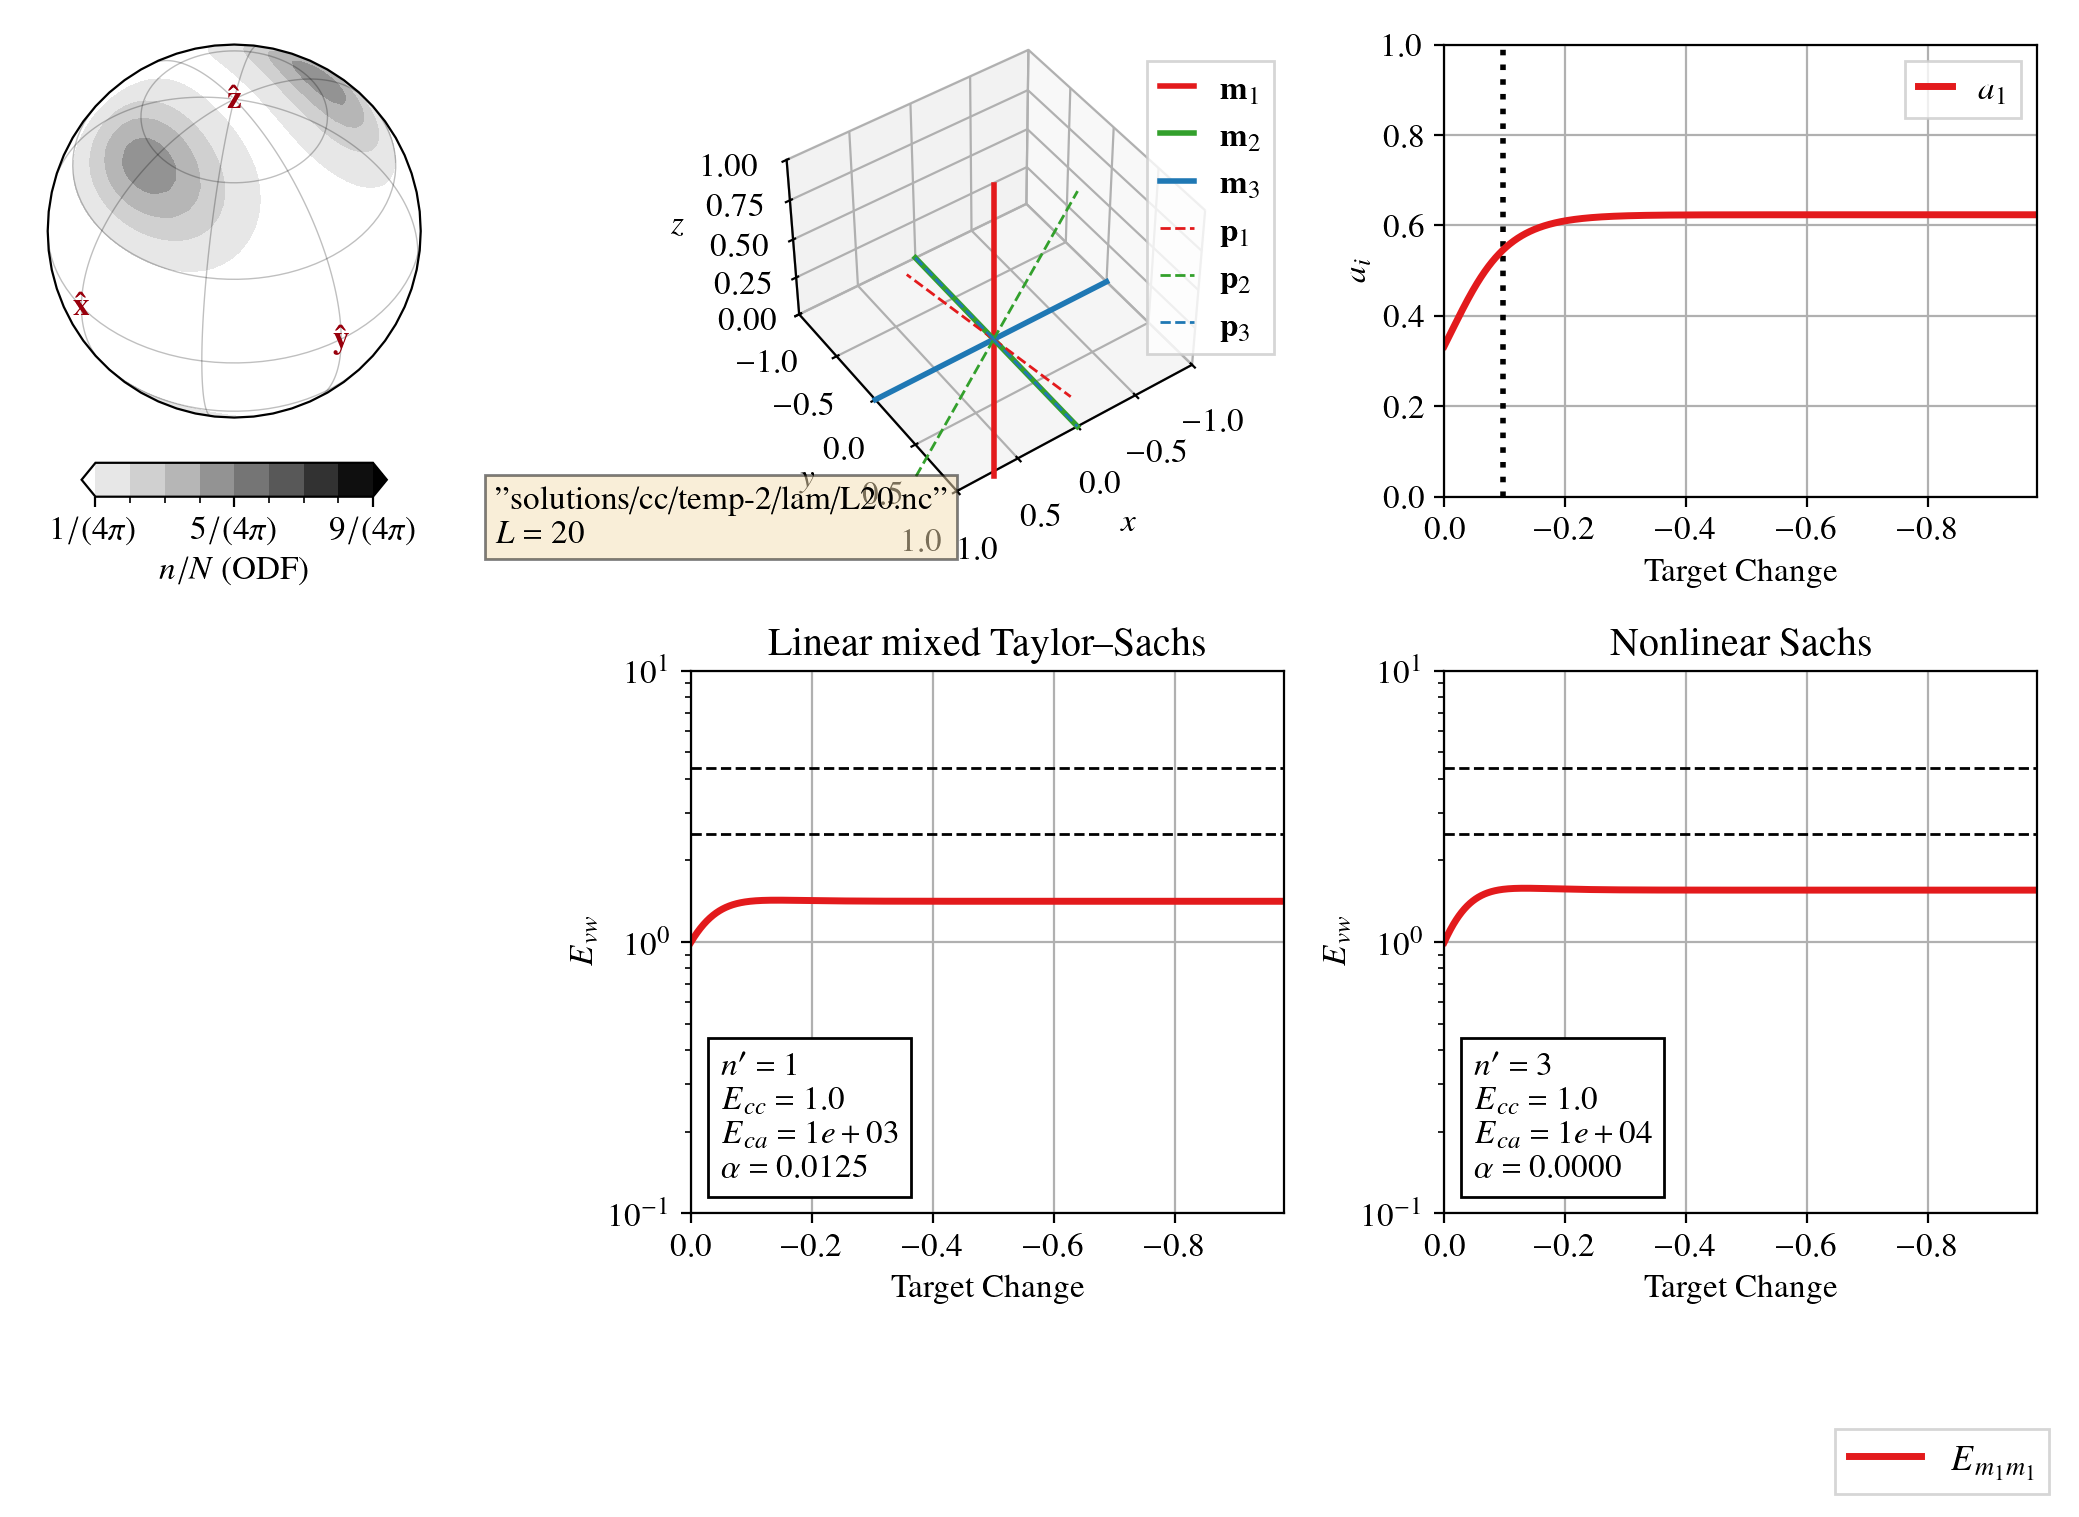 ẑ
x̂
ŷ
1/(4π) 5/(4π) 9/(4π)
n/N (ODF)
1.00
0.75
0.50
0.25
0.00
z
−1.0
−0.5
0.0
0.5
1.0
y
1.0
0.5
0.0
−0.5
−1.0
x
m1
m2
m3
p1
p2
p3
"solutions/cc/temp-2/lam/L20.nc"
L = 20
1.0
0.8
0.6
0.4
0.2
0.0
ai
a1
0.0 −0.2 −0.4 −0.6 −0.8
Target Change
Linear mixed Taylor–Sachs
10^1
10^0
10^−1
Evw
n′ = 1
Ecc = 1.0
Eca = 1e+03
α = 0.0125
0.0 −0.2 −0.4 −0.6 −0.8
Target Change
Nonlinear Sachs
10^1
10^0
10^−1
Evw
n′ = 3
Ecc = 1.0
Eca = 1e+04
α = 0.0000
0.0 −0.2 −0.4 −0.6 −0.8
Target Change
Em1m1